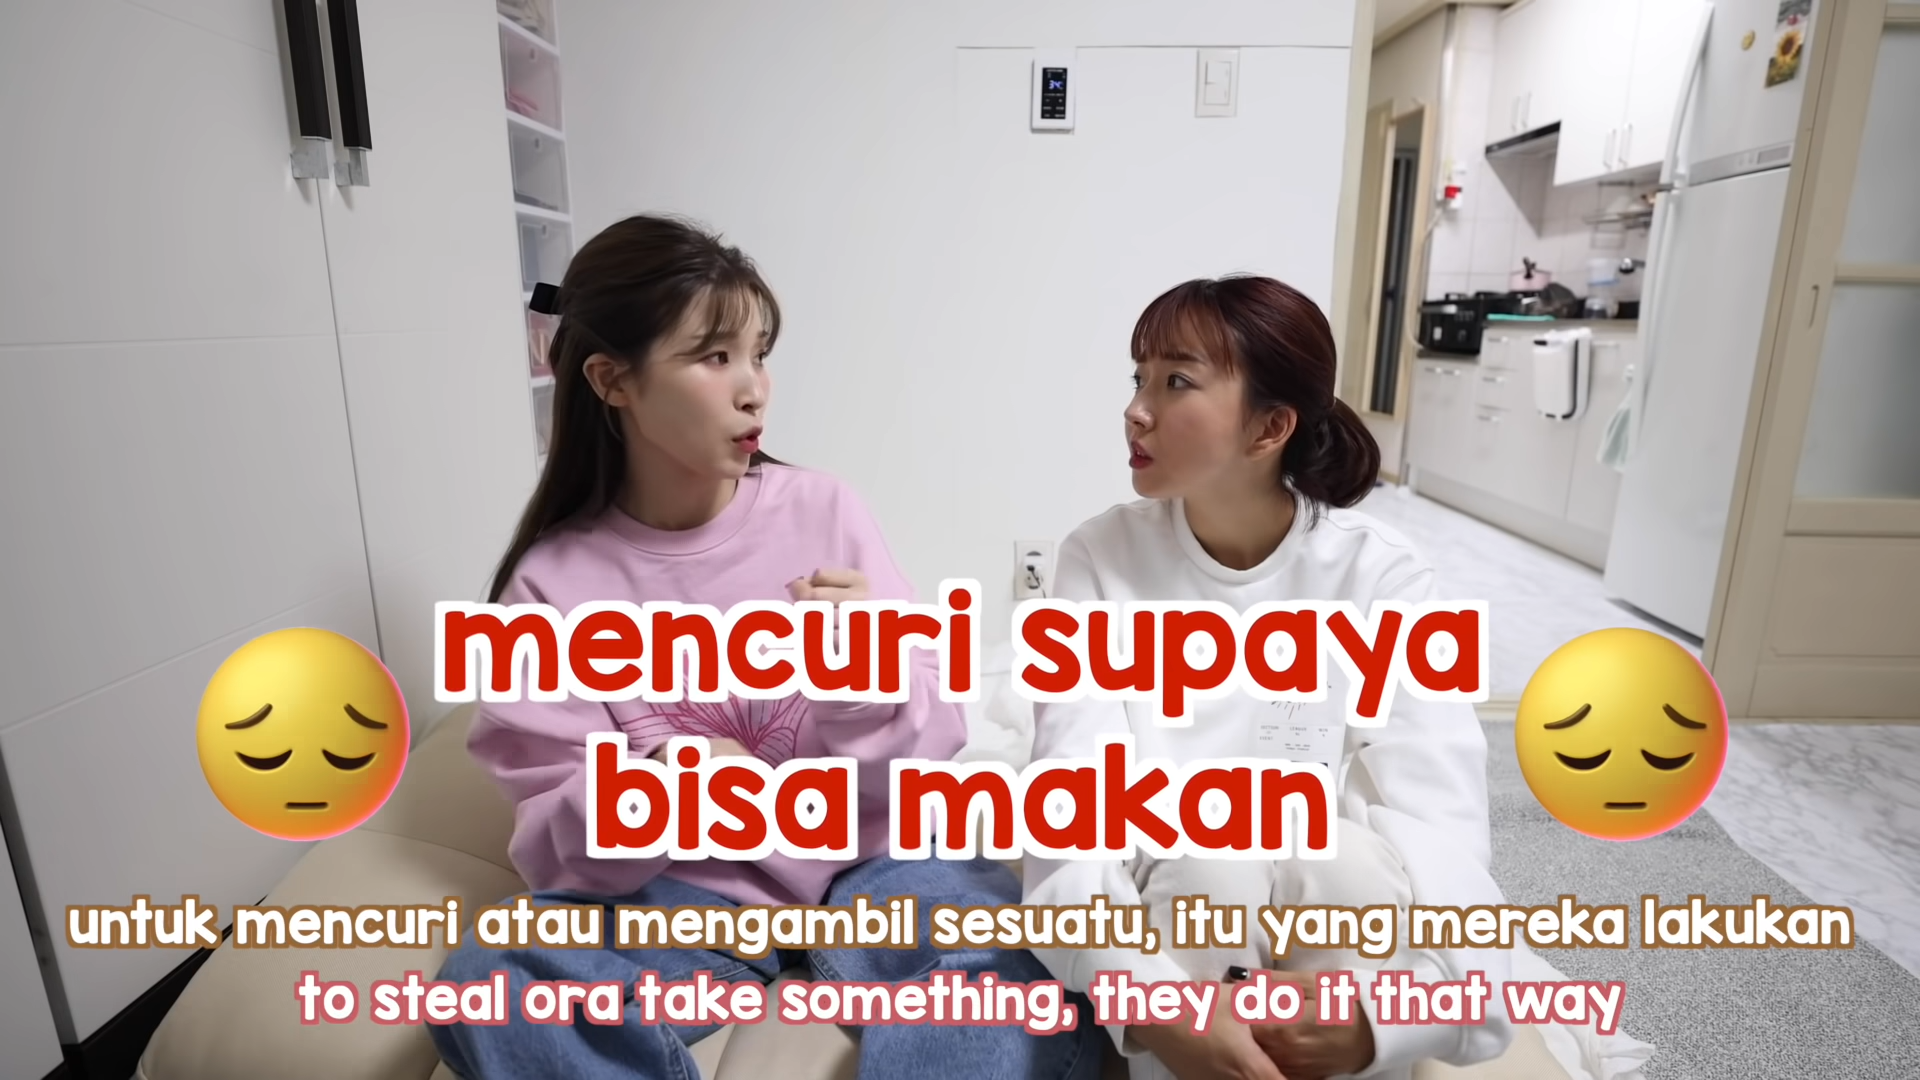 mencuri supaya
bisa makan
untuk mencuri atau mengambil sesuatu, itu yang mereka lakukan
to steal ora take something, they do it that way